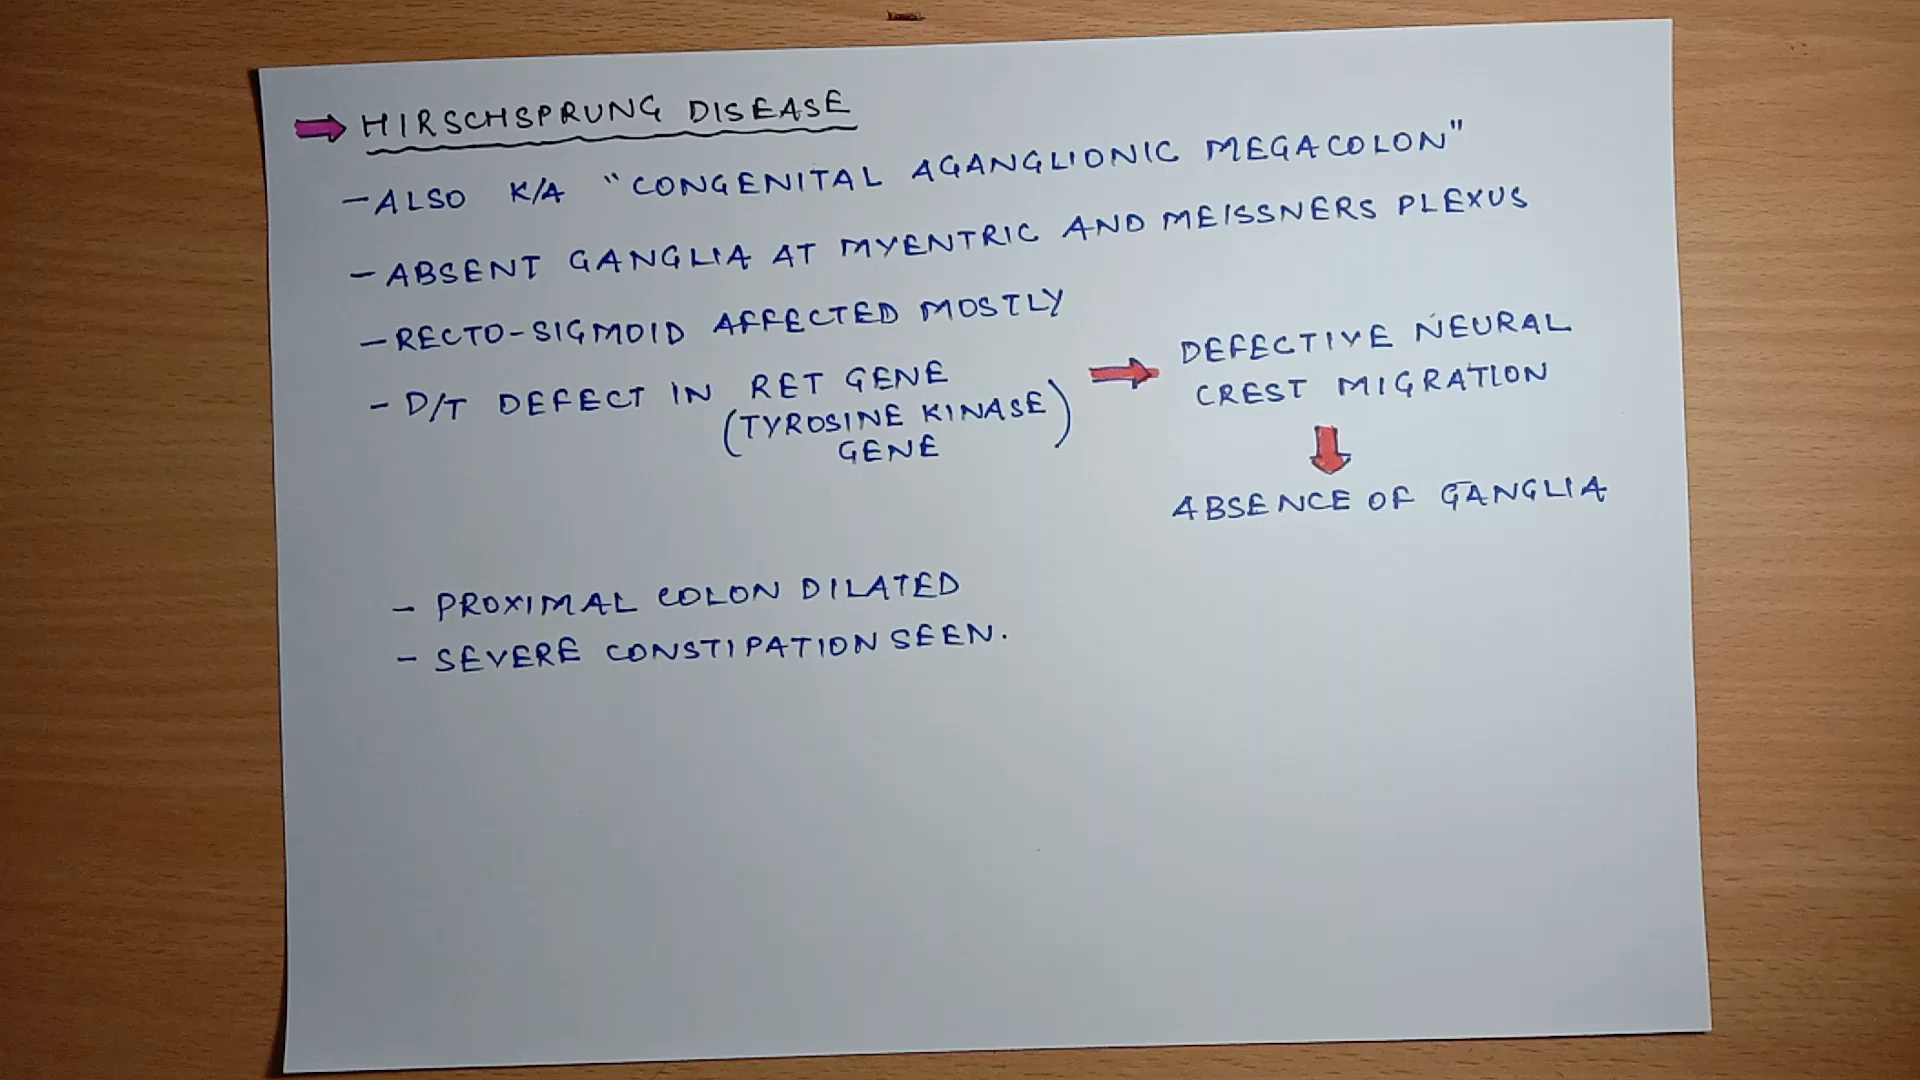 HIRSCHSPRUNG DISEASE
- ALSO K/A "CONGENITAL AGANGLIONIC MEGACOLON"
- ABSENT GANGLIA AT MYENTRIC AND MEISSNERS PLEXUS
- RECTO-SIGMOID AFFECTED MOSTLY
- D/T DEFECT IN RET GENE
(TYROSINE KINASE
GENE)
DEFECTIVE NEURAL
CREST MIGRATION
ABSENCE OF GANGLIA
- PROXIMAL COLON DILATED
- SEVERE CONSTIPATION SEEN.